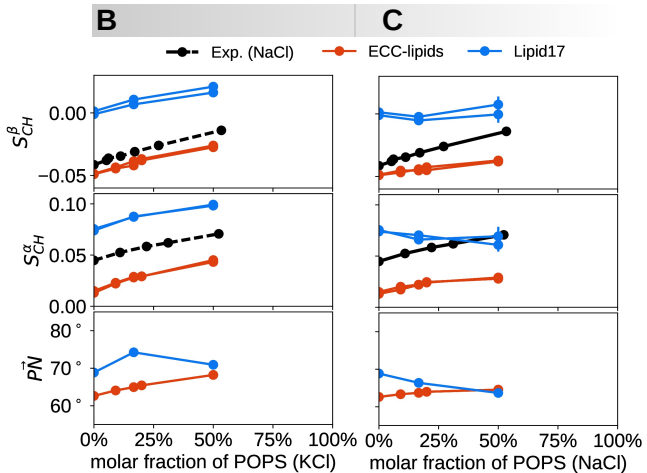 B C
Exp. (NaCl) ECC-lipids Lipid17
0.00
−0.05
S^β_CH
0.10
0.05
0.00
S^α_CH
80°
70°
60°
P⃗N
0% 25% 50% 75% 100% 0% 25% 50% 75% 100%
molar fraction of POPS (KCl) molar fraction of POPS (NaCl)